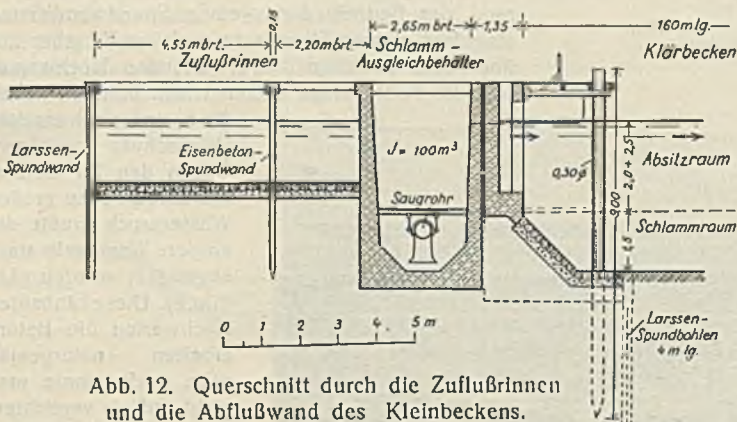 4,55 m brt.
0,15
2,20 m brt.
2,65 m brt.
1,35
160 m lg.
Zuflußrinnen
Schlamm-
Ausgleichbehälter
Klärbecken
Larssen-
Spundwand
Eisenbeton-
Spundwand
J = 100 m³
Saugrohr
0,30 ø
2,0 ÷ 2,5
9,00
1,5
Absitzraum
Schlammraum
Larssen-
Spundbohlen
4 m lg.
0 1 2 3 4 5 m
Abb. 12. Querschnitt durch die Zuflußrinnen
und die Abflußwand des Kleinbeckens.